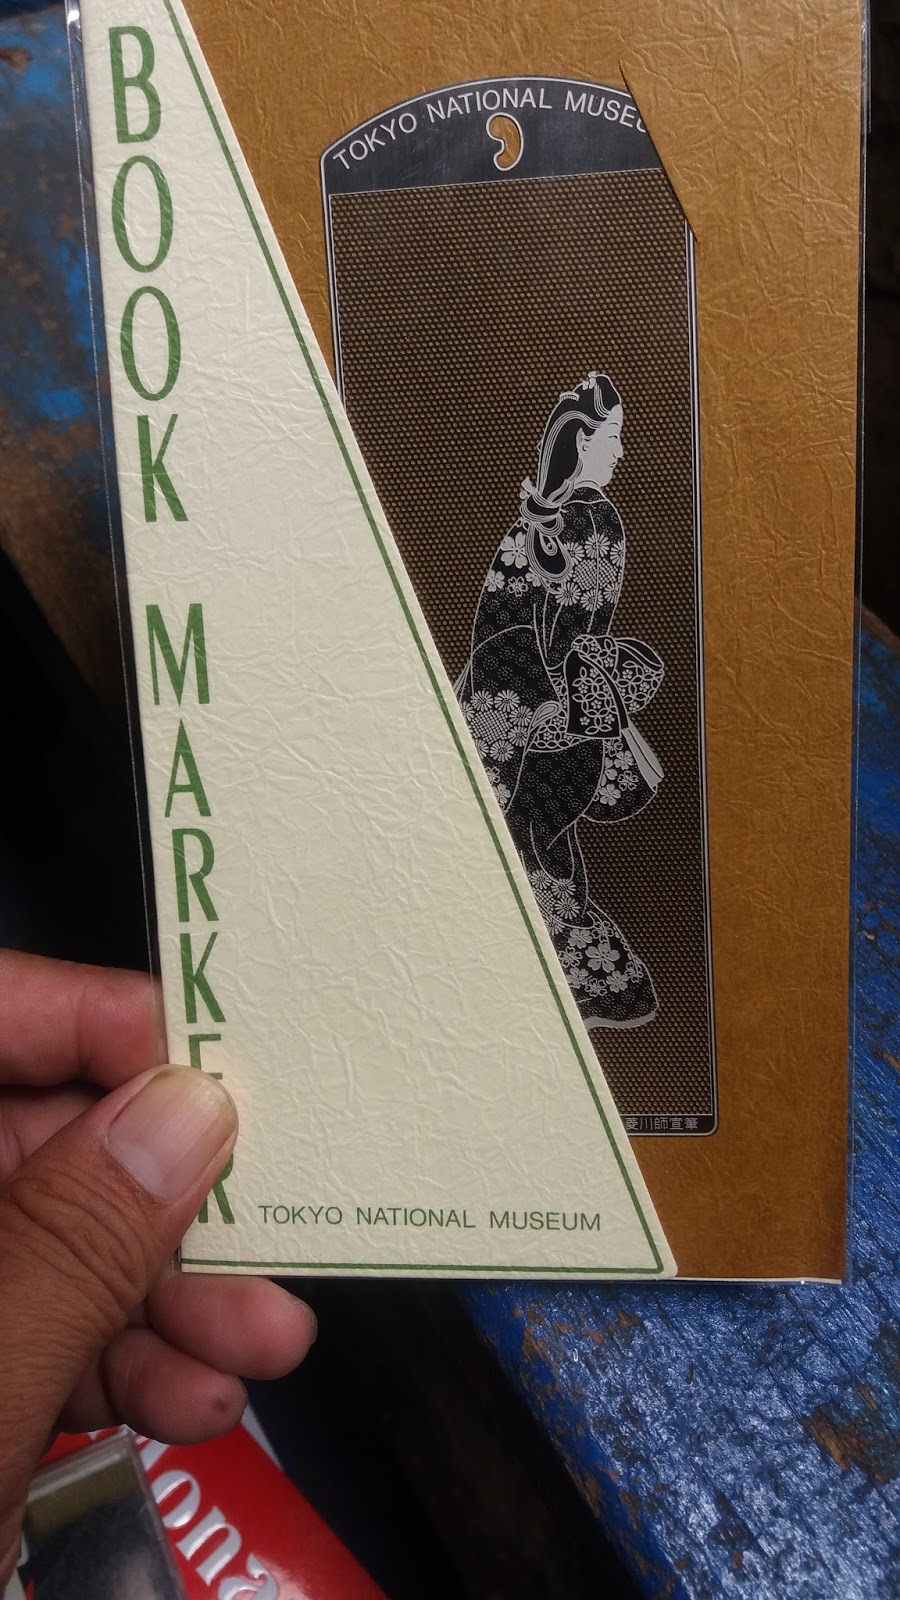 BOOK MARKER
TOKYO NATIONAL MUSEU
菱川師宣筆
TOKYO NATIONAL MUSEUM